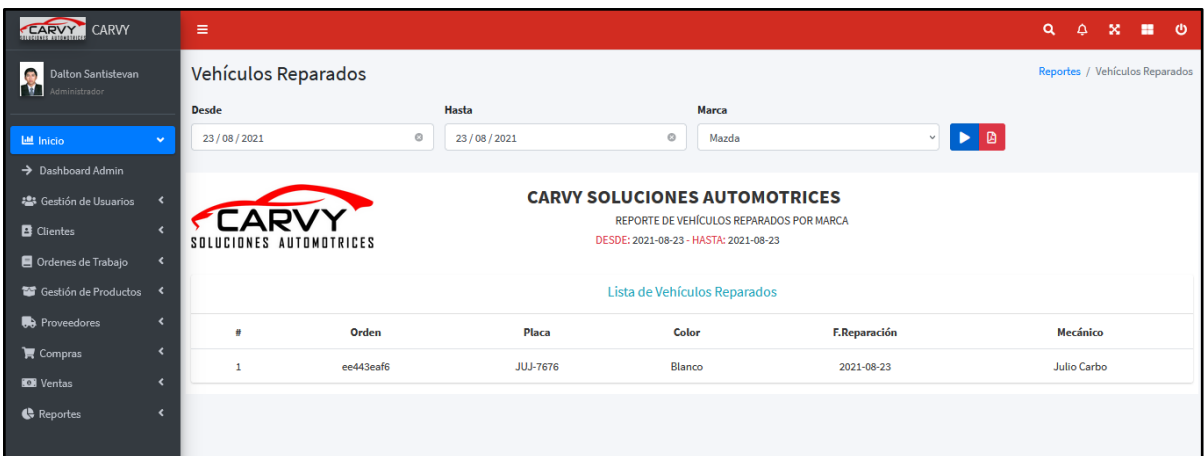 CARVY
SOLUCIONES AUTOMOTRICES
CARVY
Dalton Santistevan
Administrador
Inicio
Dashboard Admin
Gestión de Usuarios
Clientes
Ordenes de Trabajo
Gestión de Productos
Proveedores
Compras
Ventas
Reportes
Vehículos Reparados
Reportes / Vehículos Reparados
Desde Hasta Marca
23 / 08 / 2021 23 / 08 / 2021 Mazda
CARVY
SOLUCIONES AUTOMOTRICES
CARVY SOLUCIONES AUTOMOTRICES
REPORTE DE VEHÍCULOS REPARADOS POR MARCA
DESDE: 2021-08-23 - HASTA: 2021-08-23
Lista de Vehículos Reparados
# Orden Placa Color F.Reparación Mecánico
1 ee443eaf6 JUJ-7676 Blanco 2021-08-23 Julio Carbo